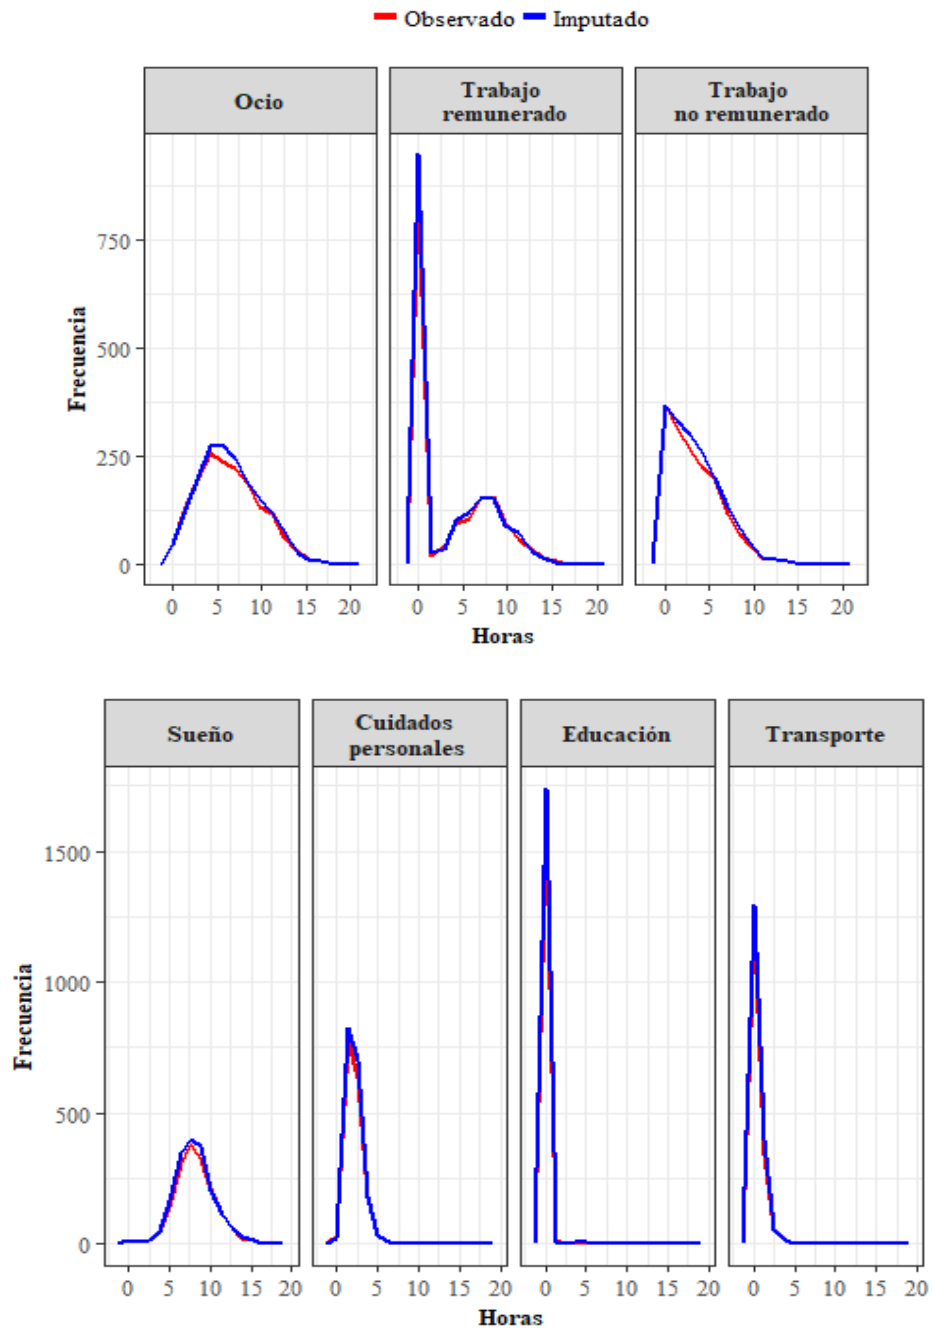 Observado Imputado
Ocio
Trabajo
remunerado
Trabajo
no remunerado
Frecuencia
750
500
250
0
0 5 10 15 20
0 5 10 15 20
0 5 10 15 20
Horas
Sueño
Cuidados
personales
Educación
Transporte
Frecuencia
1500
1000
500
0
0 5 10 15 20
0 5 10 15 20
0 5 10 15 20
0 5 10 15 20
Horas